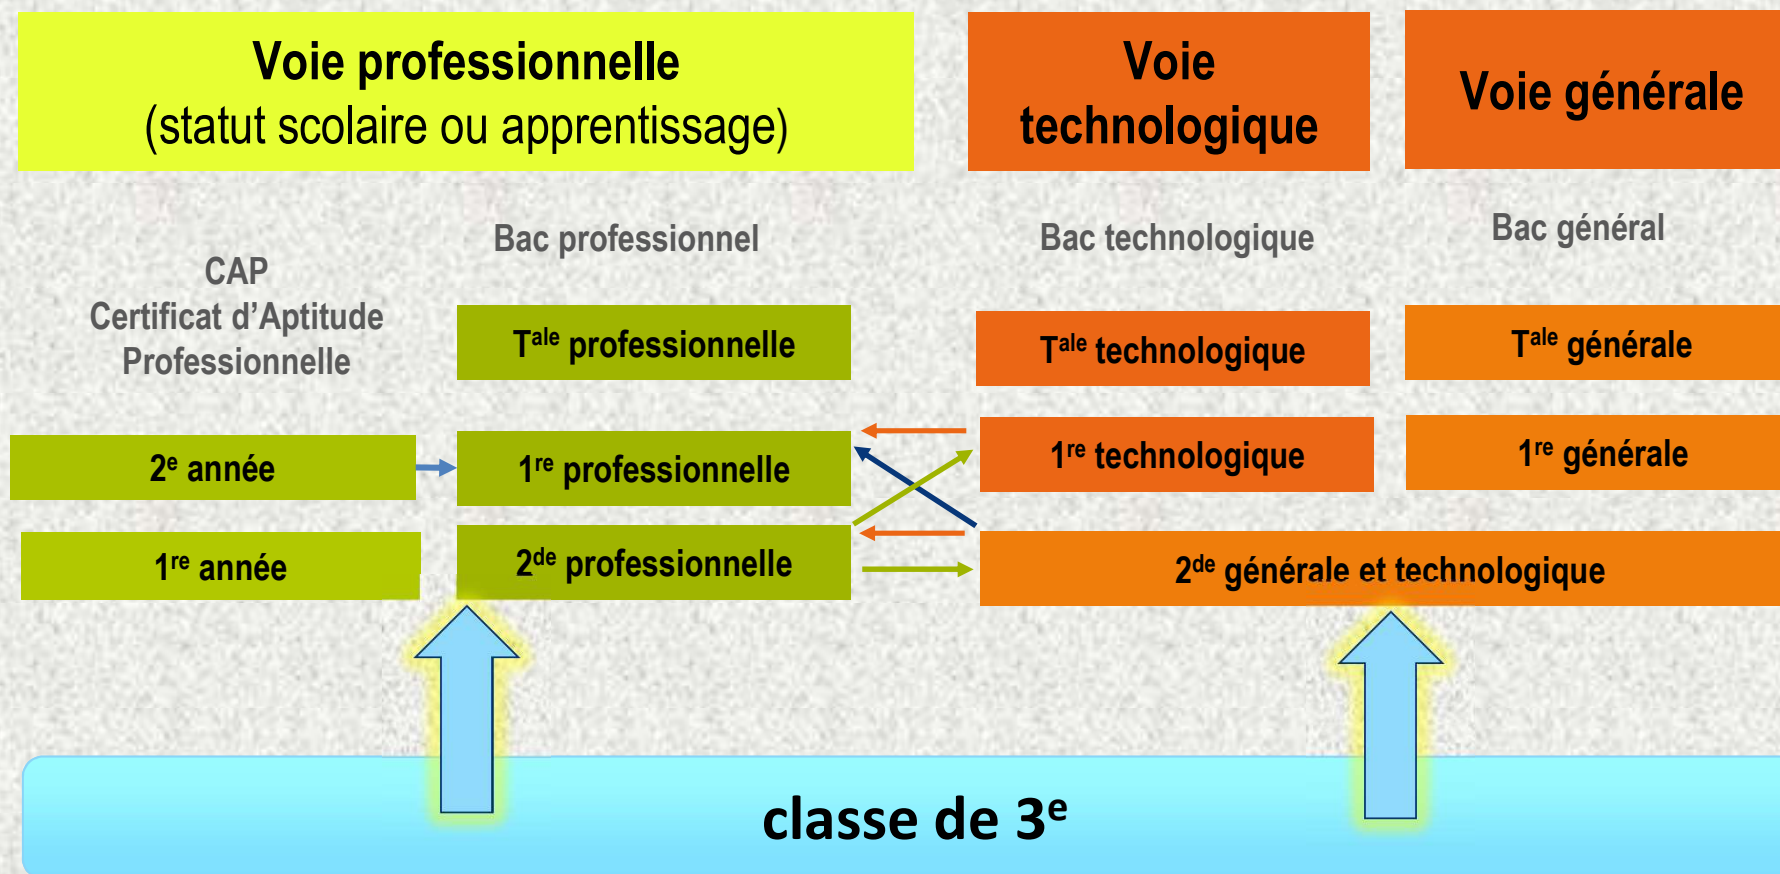 Voie professionnelle
(statut scolaire ou apprentissage)
Voie
technologique
Voie générale
CAP
Certificat d’Aptitude
Professionnelle
Bac professionnel
Bac technologique
Bac général
Tale professionnelle
Tale technologique
Tale générale
2e année
1re professionnelle
1re technologique
1re générale
1re année
2de professionnelle
2de générale et technologique
classe de 3e